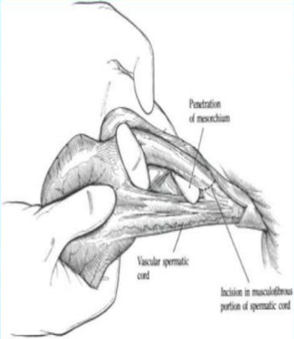 Penetration
of mesorchium
Vascular spermatic
cord
Incision in musculofibrous
portion of spermatic cord